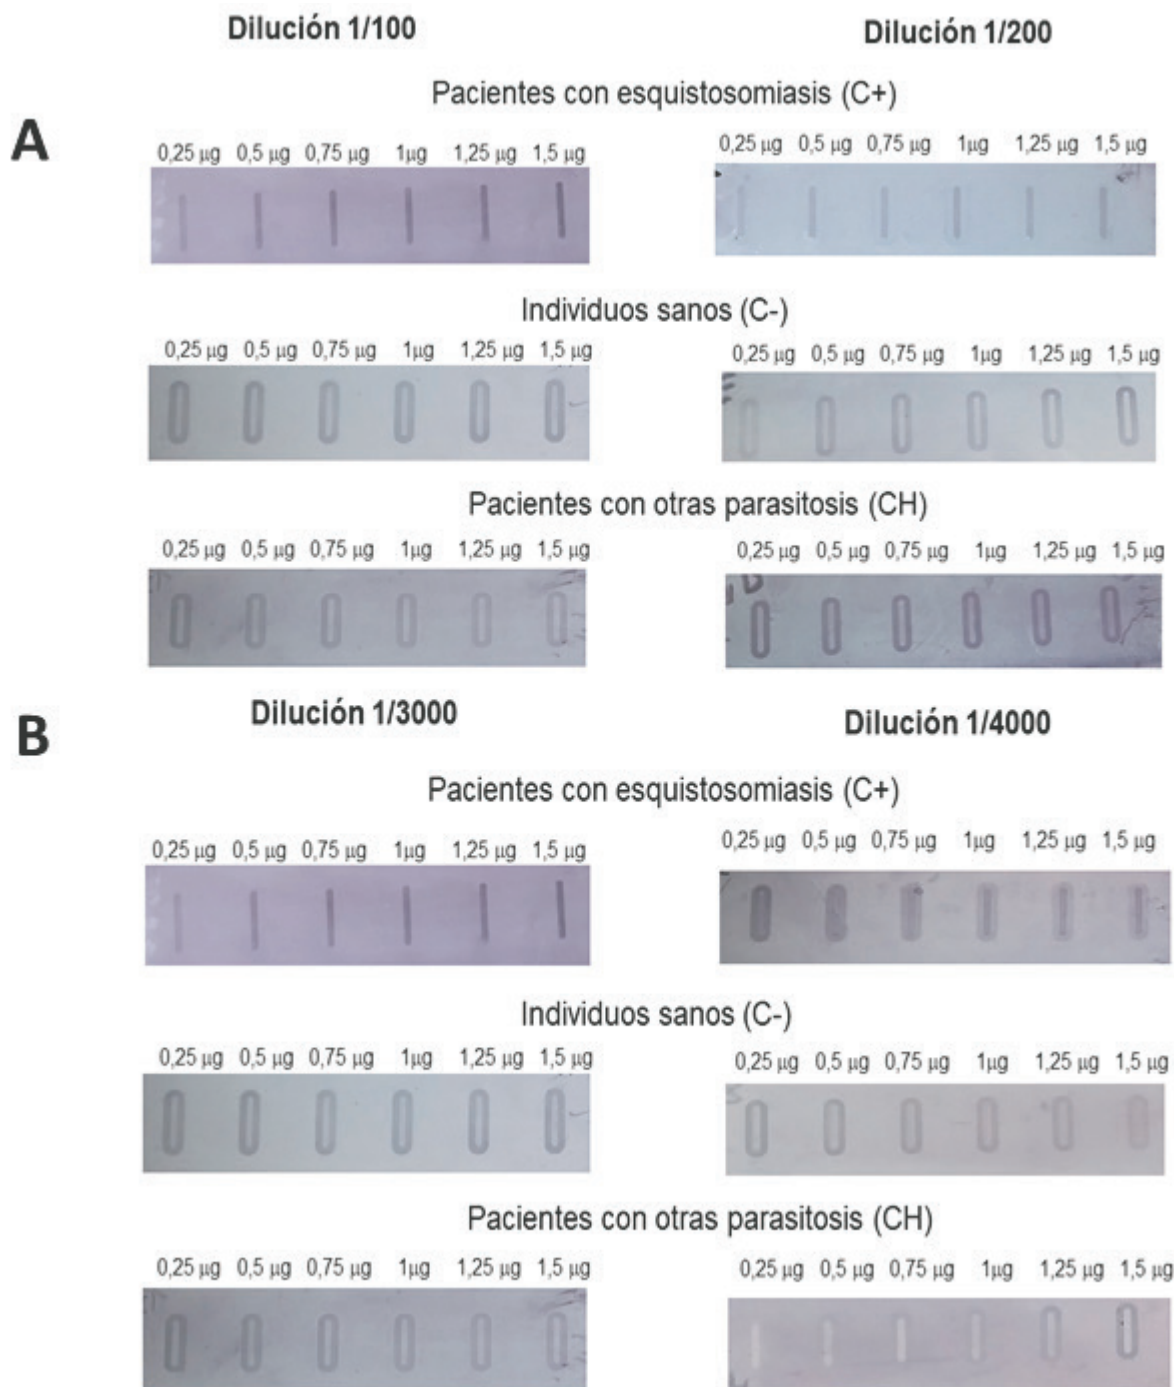 Dilución 1/100 Dilución 1/200
Pacientes con esquistosomiasis (C+)
A
0,25 µg 0,5 µg 0,75 µg 1µg 1,25 µg 1,5 µg 0,25 µg 0,5 µg 0,75 µg 1µg 1,25 µg 1,5 µg
Individuos sanos (C-)
0,25 µg 0,5 µg 0,75 µg 1µg 1,25 µg 1,5 µg 0,25 µg 0,5 µg 0,75 µg 1µg 1,25 µg 1,5 µg
Pacientes con otras parasitosis (CH)
0,25 µg 0,5 µg 0,75 µg 1µg 1,25 µg 1,5 µg 0,25 µg 0,5 µg 0,75 µg 1µg 1,25 µg 1,5 µg
B
Dilución 1/3000 Dilución 1/4000
Pacientes con esquistosomiasis (C+)
0,25 µg 0,5 µg 0,75 µg 1µg 1,25 µg 1,5 µg 0,25 µg 0,5 µg 0,75 µg 1µg 1,25 µg 1,5 µg
Individuos sanos (C-)
0,25 µg 0,5 µg 0,75 µg 1µg 1,25 µg 1,5 µg 0,25 µg 0,5 µg 0,75 µg 1µg 1,25 µg 1,5 µg
Pacientes con otras parasitosis (CH)
0,25 µg 0,5 µg 0,75 µg 1µg 1,25 µg 1,5 µg 0,25 µg 0,5 µg 0,75 µg 1µg 1,25 µg 1,5 µg